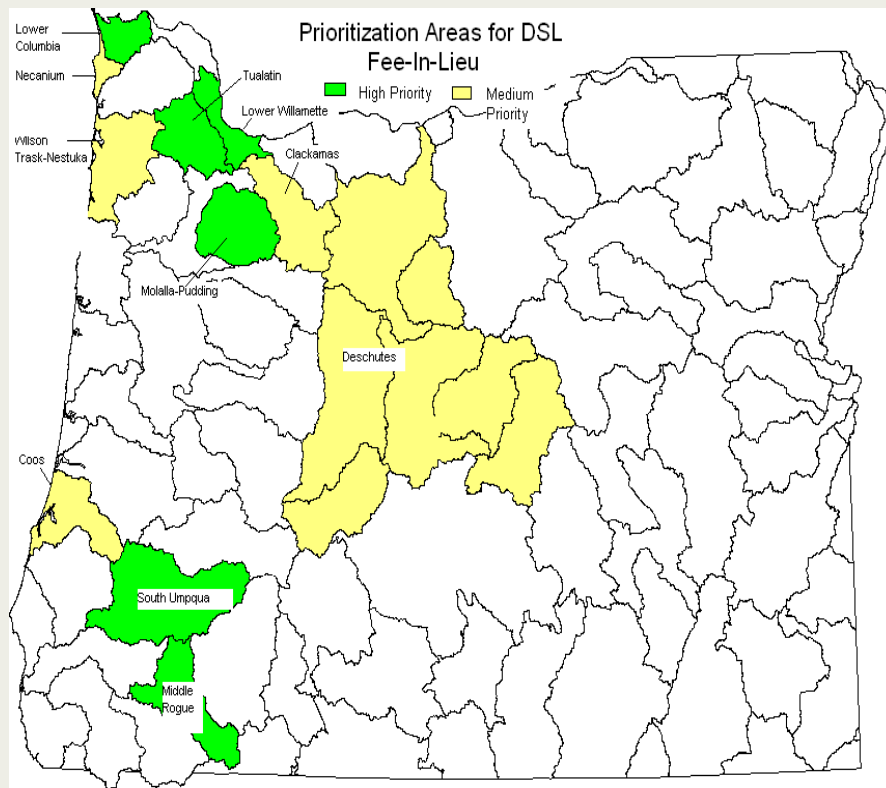 Prioritization Areas for DSL
Fee-In-Lieu
High Priority
Medium
Priority
Lower
Columbia
Necanium
Tualatin
Lower Willamette
Wilson
Trask-Nestuka
Clackamas
Molalla-Pudding
Deschutes
Coos
South Umpqua
Middle
Rogue